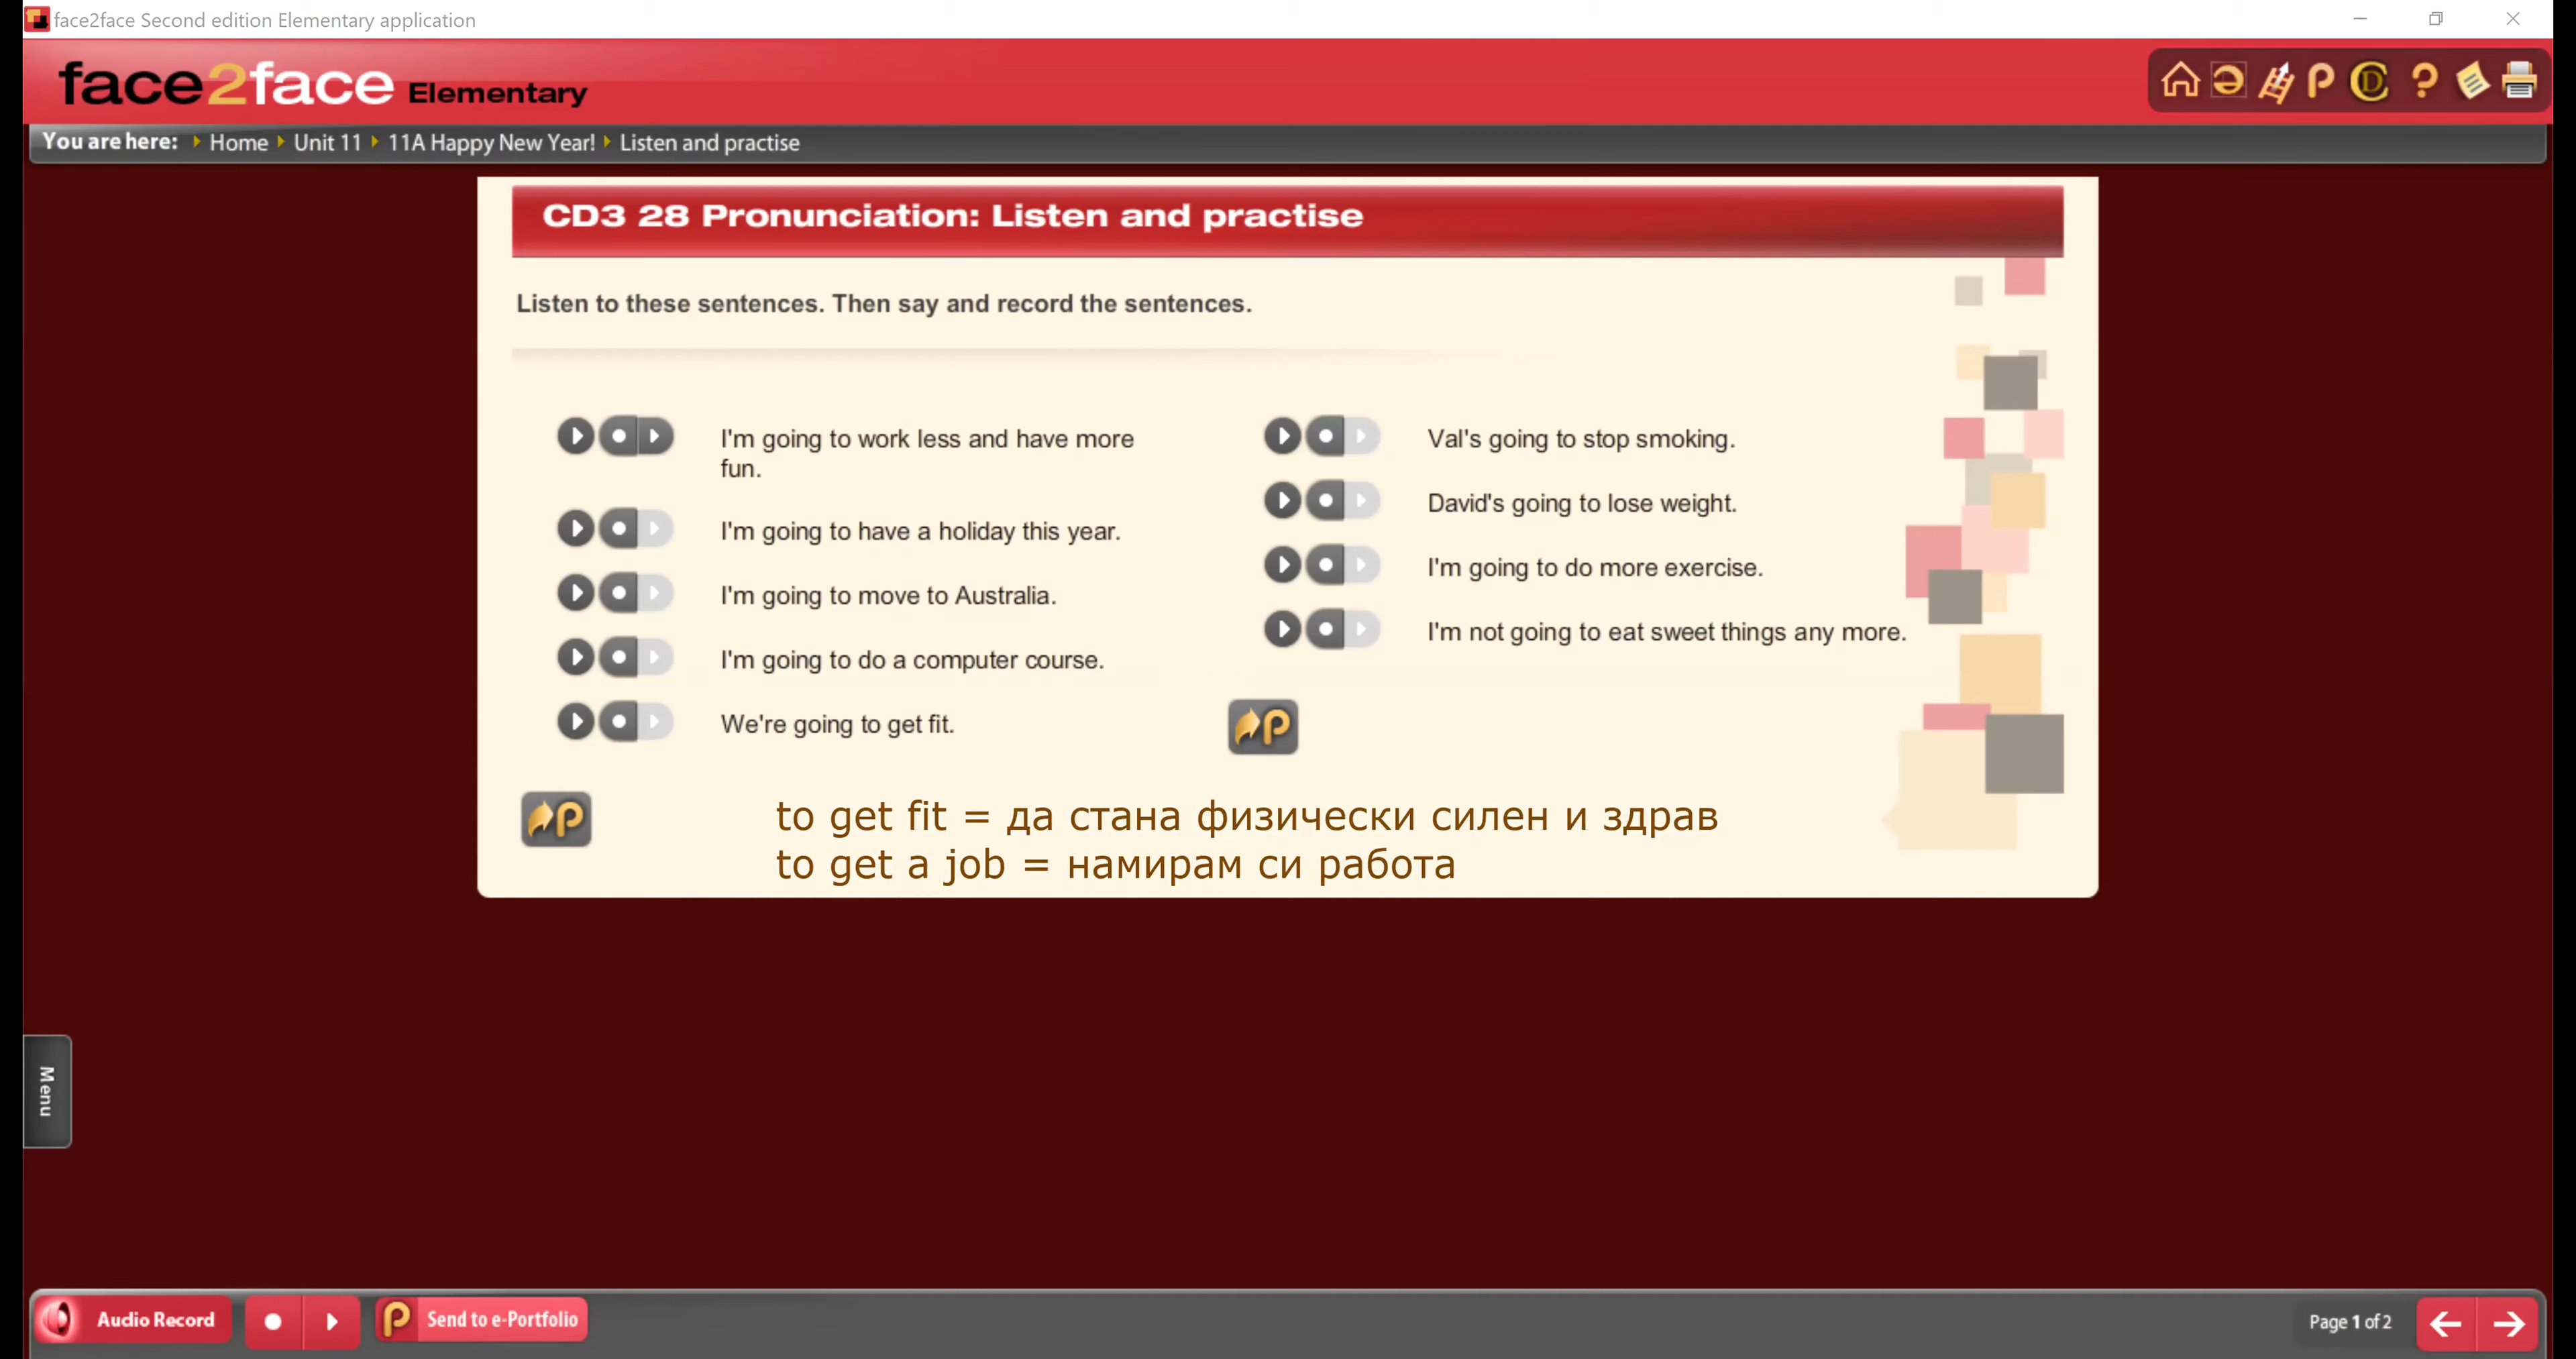 face2face Second edition Elementary application
face2face Elementary
You are here: Home Unit 11 11A Happy New Year! Listen and practise
CD3 28 Pronunciation: Listen and practise
Listen to these sentences. Then say and record the sentences.
I'm going to work less and have more
fun.
I'm going to have a holiday this year.
I'm going to move to Australia.
I'm going to do a computer course.
We're going to get fit.
Val's going to stop smoking.
David's going to lose weight.
I'm going to do more exercise.
I'm not going to eat sweet things any more.
to get fit = да стана физически силен и здрав
to get a job = намирам си работа
Menu
Audio Record
Send to e-Portfolio
Page 1 of 2